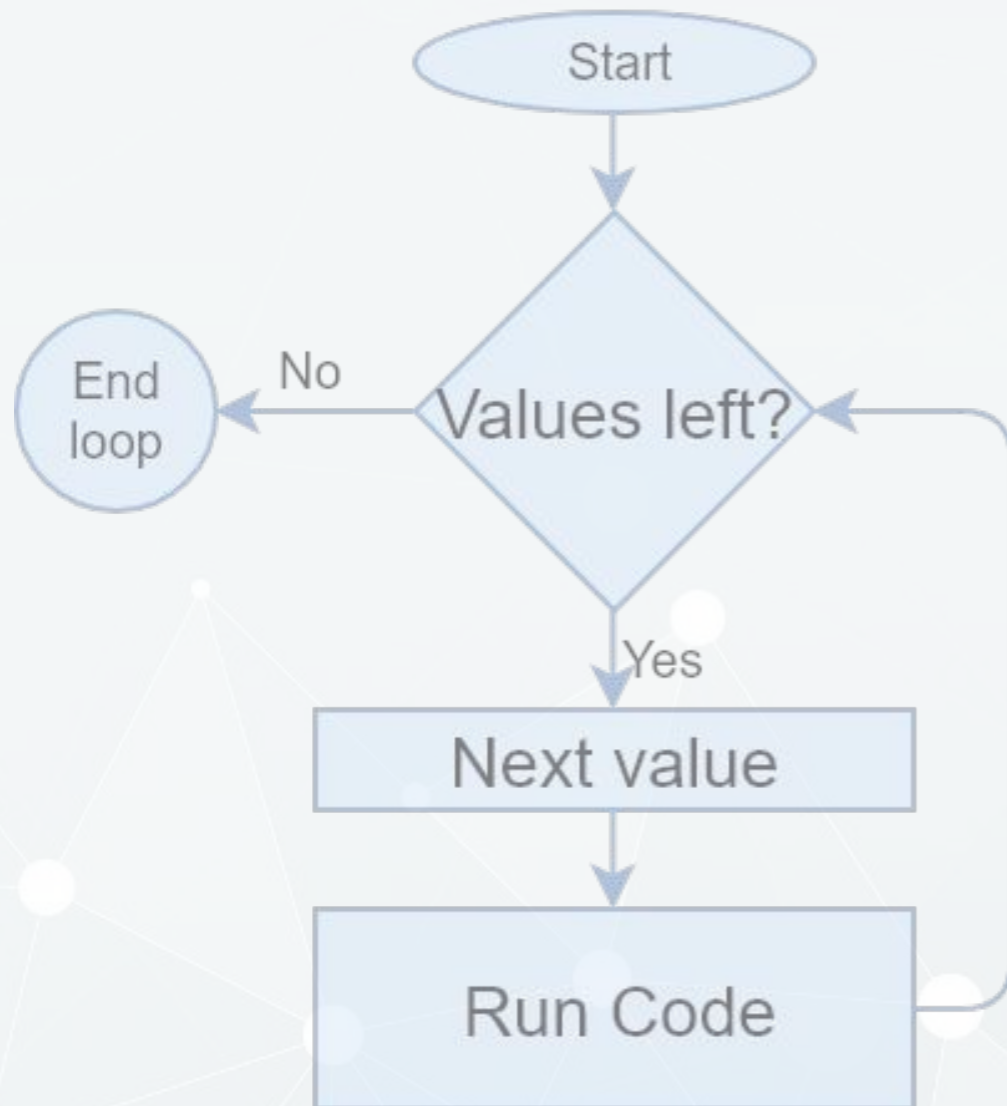 Start
No
End
loop
Values left?
Yes
Next value
Run Code